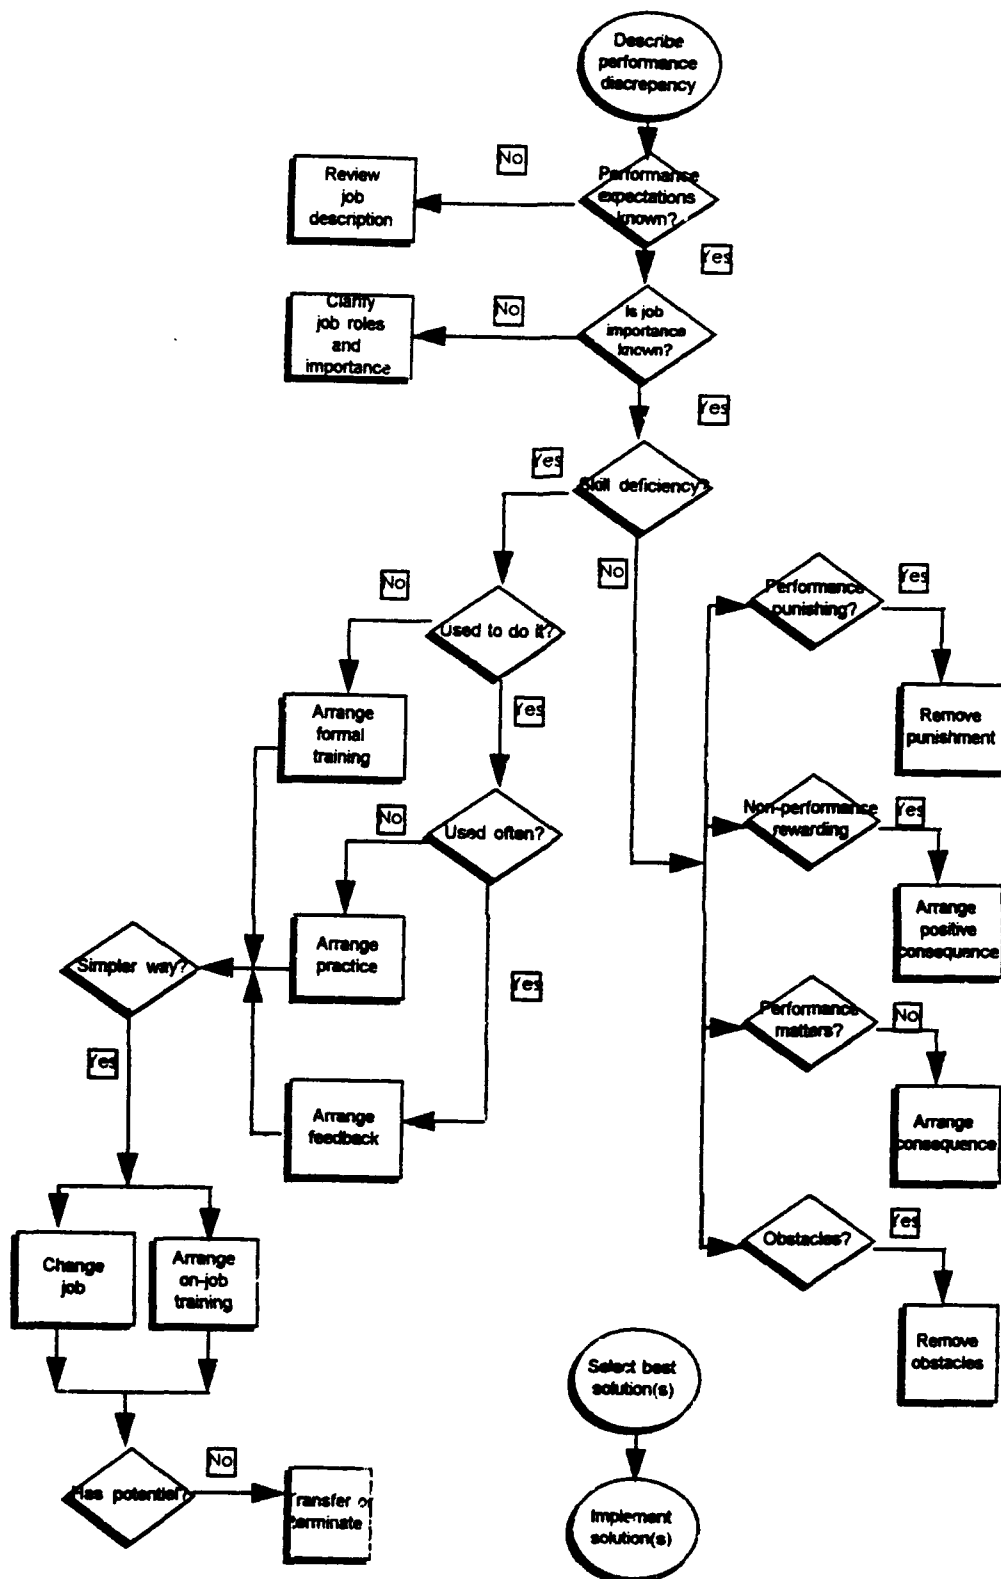 Describe
performance
discrepancy
No
Performance
expectations
known?
Review
job
description
Yes
Clarify
job roles
and
importance
No
Is job
importance
known?
Yes
Yes
Skill deficiency?
No
No
Used to do it?
Performance
punishing?
Yes
Arrange
formal
training
Yes
Remove
punishment
No
Used often?
Non-performance
rewarding
Yes
Arrange
positive
consequence
Simpler way?
Arrange
practice
Yes
Performance
matters?
No
Yes
Arrange
feedback
Arrange
consequence
Obstacles?
Yes
Change
job
Arrange
on-job
training
Remove
obstacles
Select best
solution(s)
No
Has potential?
Transfer or
terminate
Implement
solution(s)